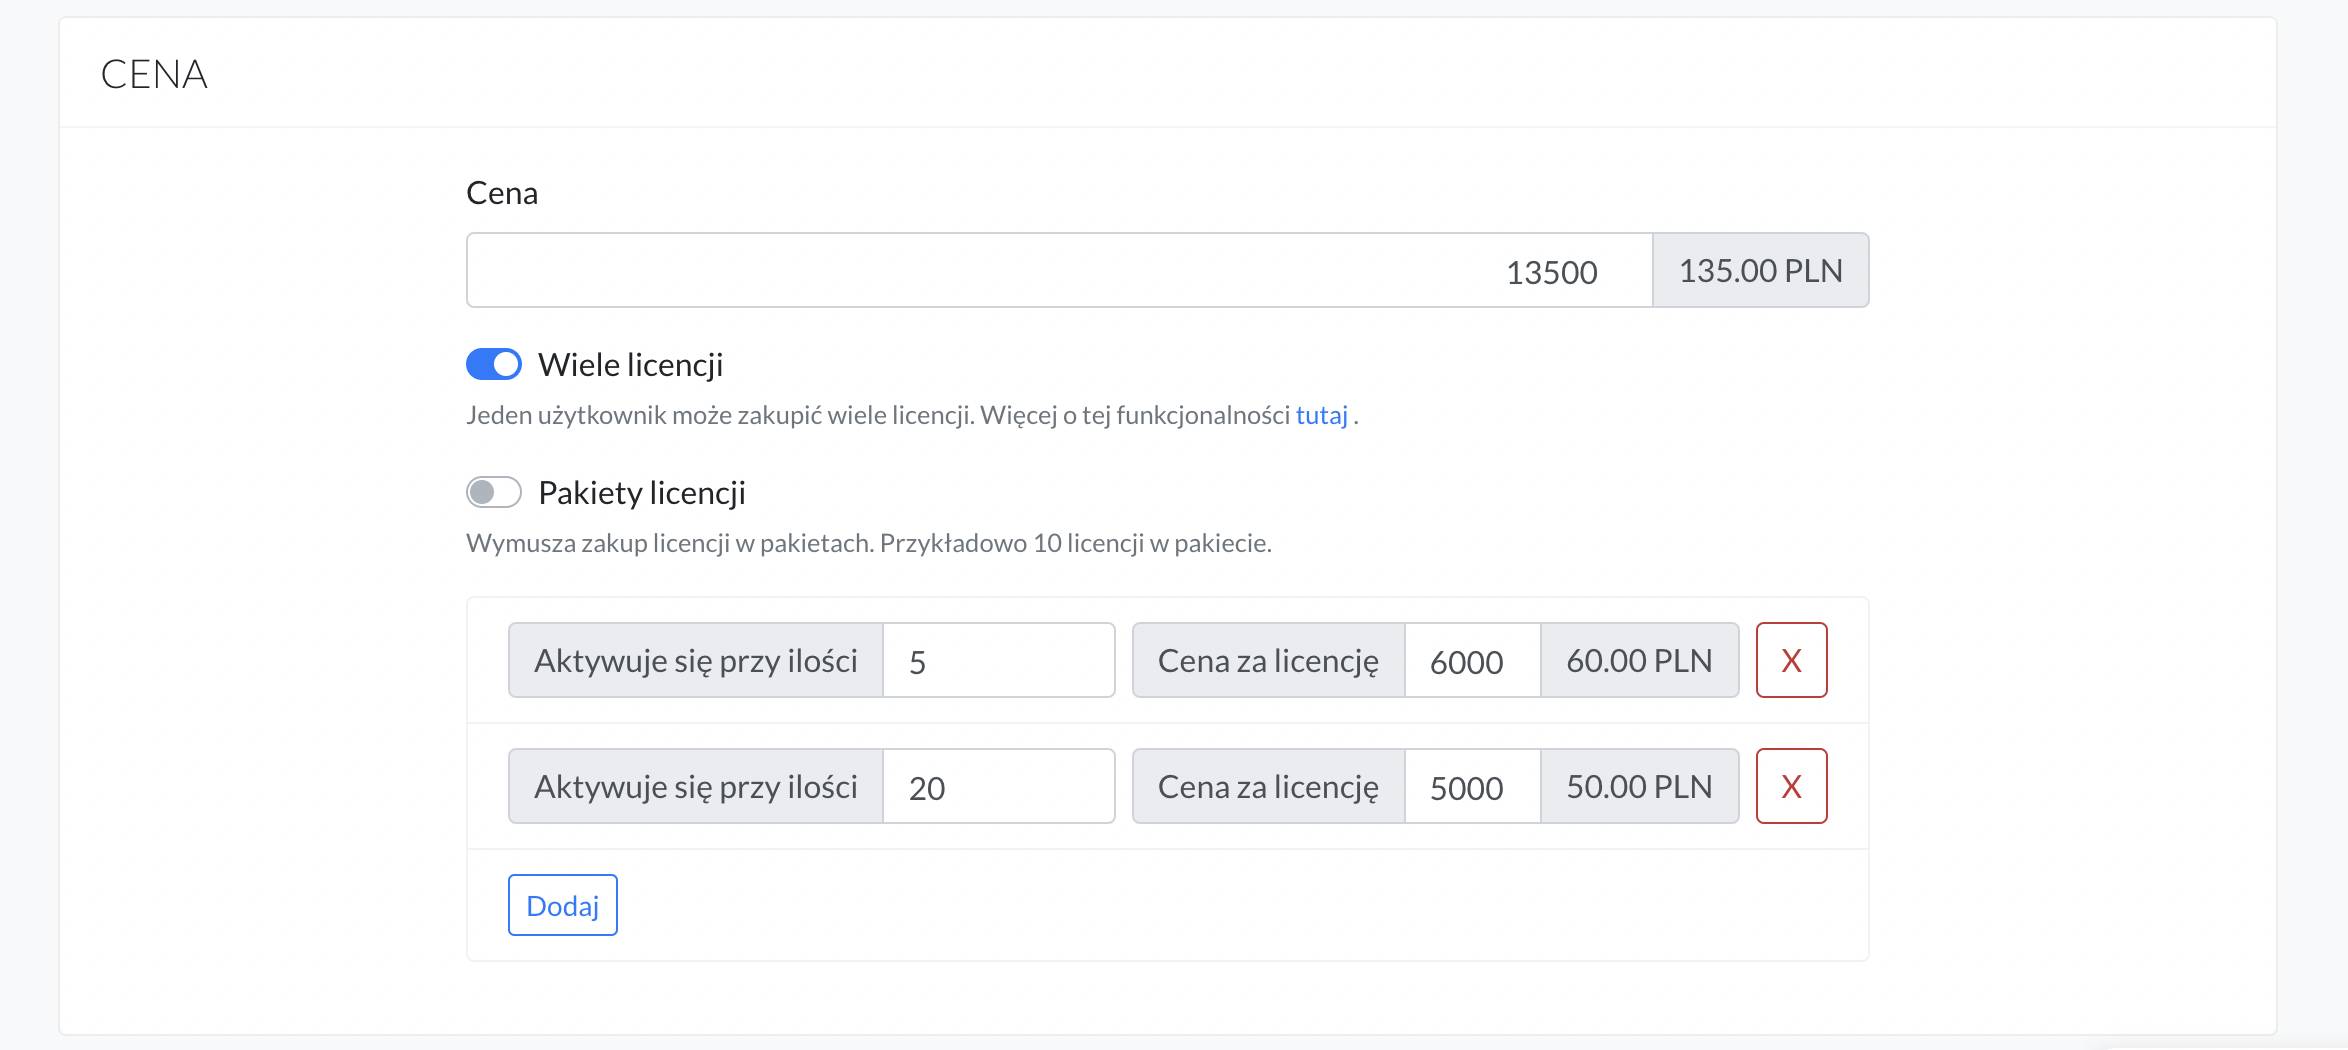 CENA
Cena
13500 135.00 PLN
Wiele licencji
Jeden użytkownik może zakupić wiele licencji. Więcej o tej funkcjonalności tutaj .
Pakiety licencji
Wymusza zakup licencji w pakietach. Przykładowo 10 licencji w pakiecie.
Aktywuje się przy ilości 5 Cena za licencję 6000 60.00 PLN X
Aktywuje się przy ilości 20 Cena za licencję 5000 50.00 PLN X
Dodaj